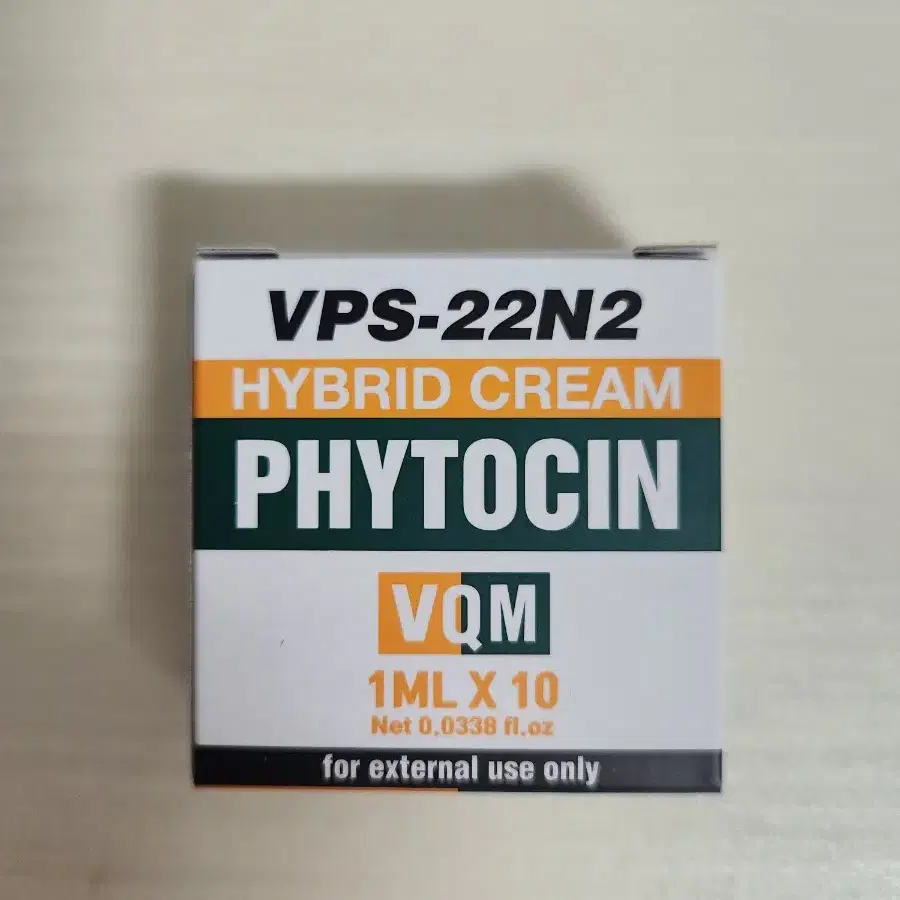 VPS-22N2
HYBRID CREAM
PHYTOCIN
VQM
1ML X 10
Net 0.0338 fl.oz
for external use only